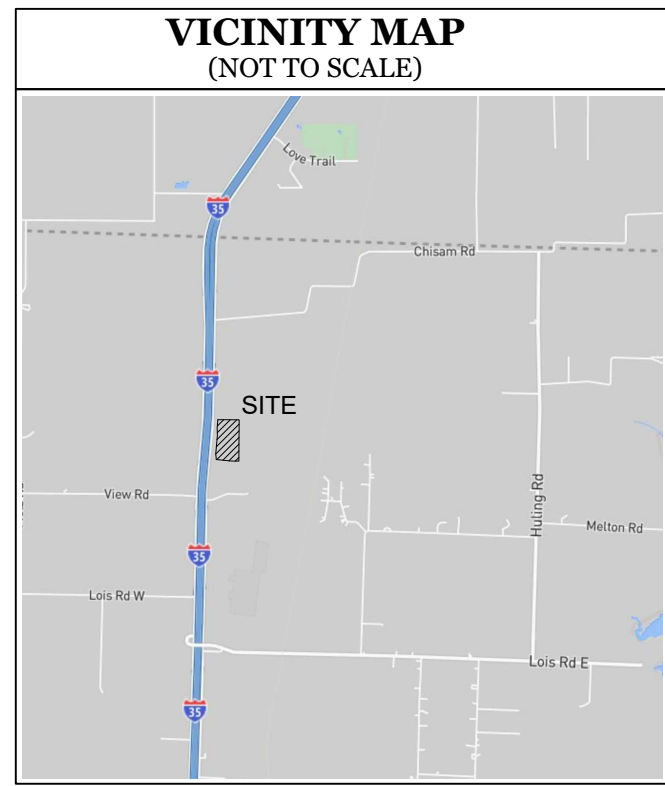 VICINITY MAP
(NOT TO SCALE)
Love Trail
35
Chisam Rd
35
SITE
View Rd
Huling Rd
Melton Rd
35
Lois Rd W
Lois Rd E
35